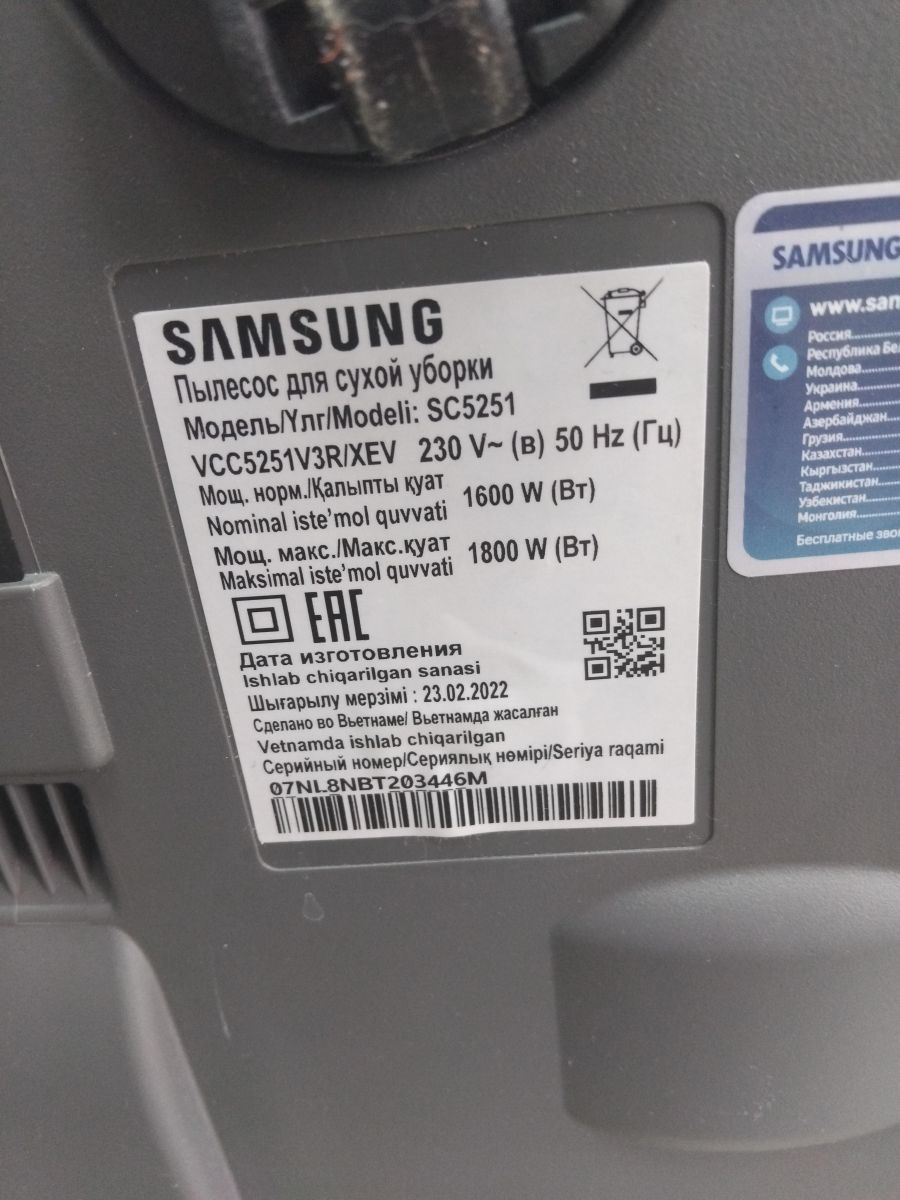 SAMSUNG
Пылесос для сухой уборки
Модель/Үлг/Modeli: SC5251
VCC5251V3R/XEV 230 V~ (в) 50 Hz (Гц)
Мощ. норм./Қалыпты қуат
Nominal iste'mol quvvati 1600 W (Вт)
Мощ. макс./Макс.қуат
Maksimal iste'mol quvvati 1800 W (Вт)
EAC
Дата изготовления
Ishlab chiqarilgan sanasi
Шығарылу мерзімі : 23.02.2022
Сделано во Вьетнаме/ Вьетнамда жасалған
Vetnamda ishlab chiqarilgan
Серийный номер/Сериялық нөмірі/Seriya raqami
07NL8NBT203446M
SAMSUNG
www.sam
Россия
Республика Бел
Молдова
Украина
Армения
Азербайджан
Грузия
Казахстан
Кыргызстан
Таджикистан
Узбекистан
Монголия
Бесплатные зво